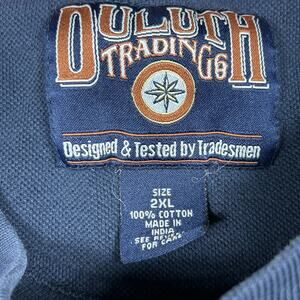 DULUTH
TRADING CO
Designed & Tested by Tradesmen
SIZE
2XL
100% COTTON
MADE IN
INDIA
SEE REVERSE
FOR CARE